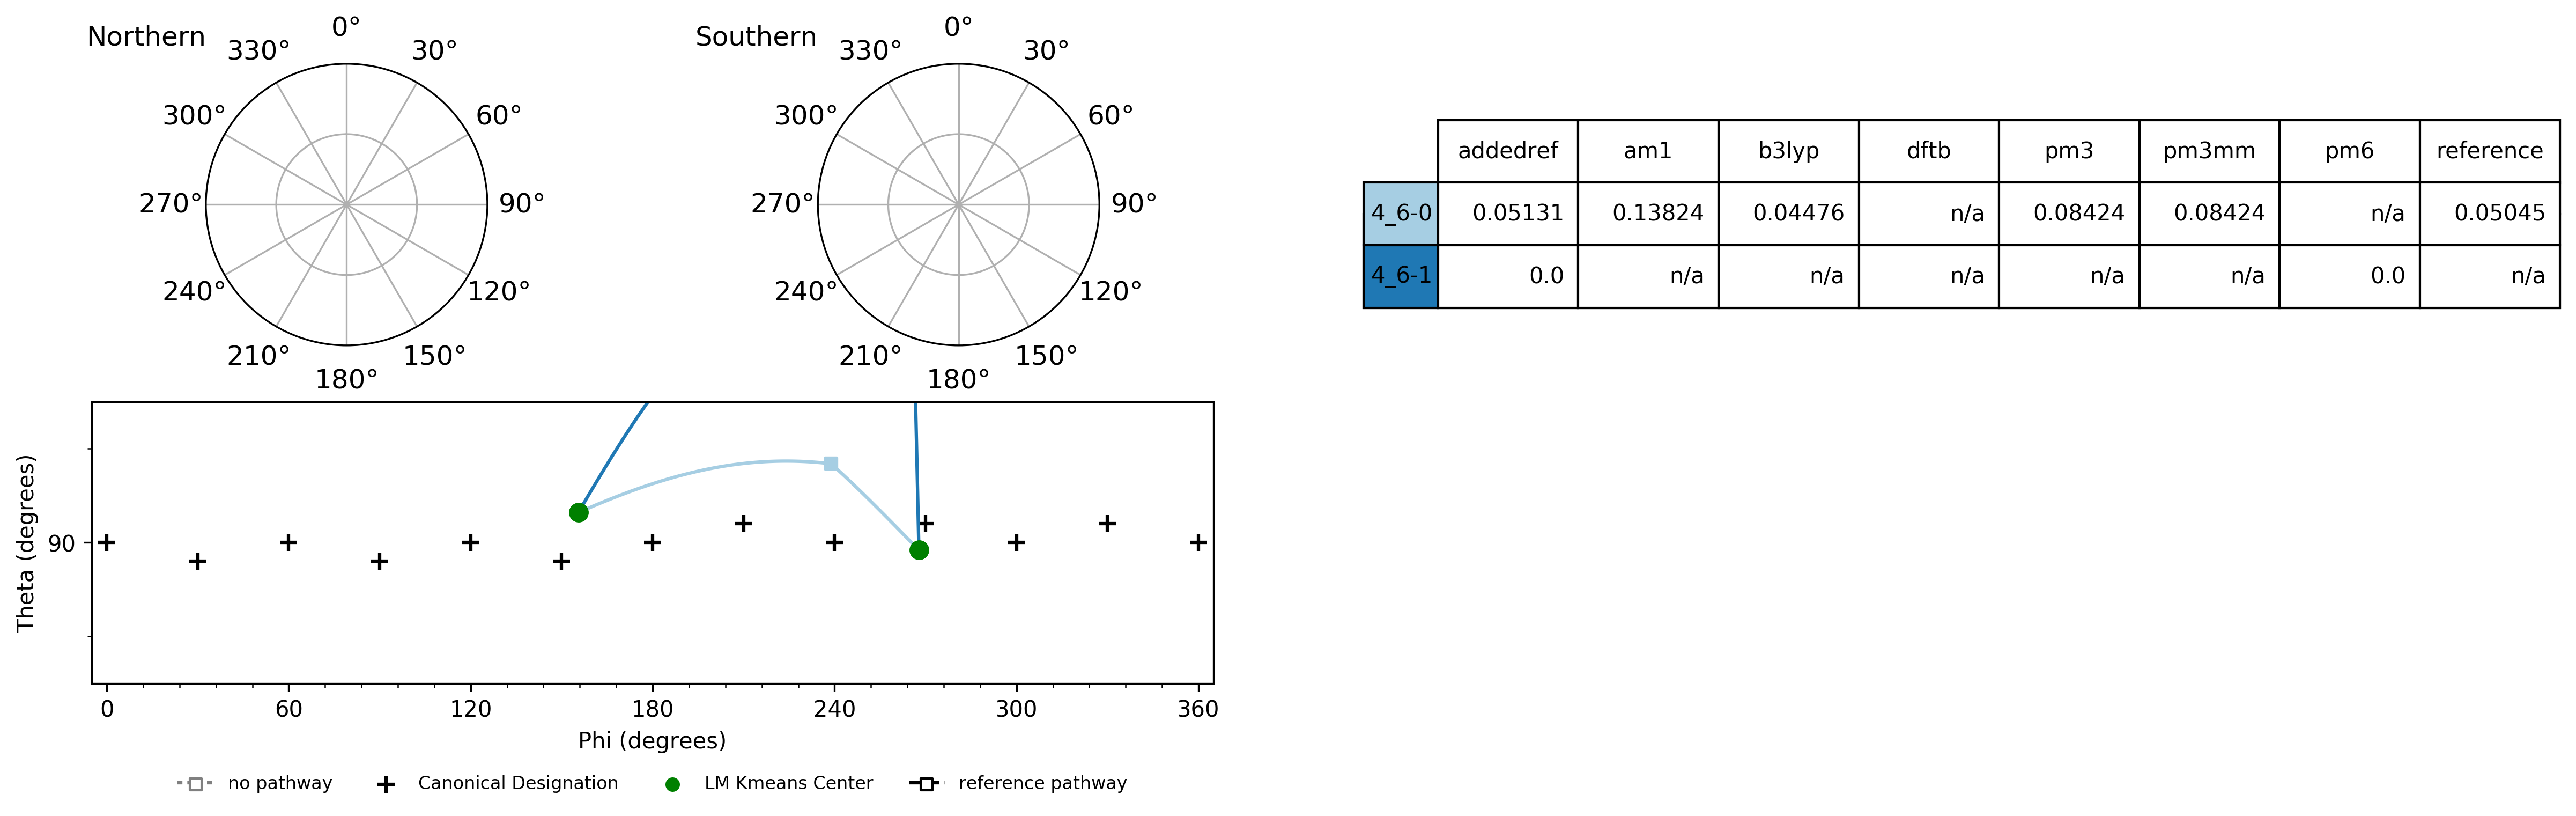 Northern
0°
30°
60°
90°
120°
150°
180°
210°
240°
270°
300°
330°
Southern
0°
30°
60°
90°
120°
150°
180°
210°
240°
270°
300°
330°
addedref am1 b3lyp dftb pm3 pm3mm pm6 reference
4_6-0 0.05131 0.13824 0.04476 n/a 0.08424 0.08424 n/a 0.05045
4_6-1 0.0 n/a n/a n/a n/a n/a 0.0 n/a
Theta (degrees)
90
0 60 120 180 240 300 360
Phi (degrees)
no pathway Canonical Designation LM Kmeans Center reference pathway